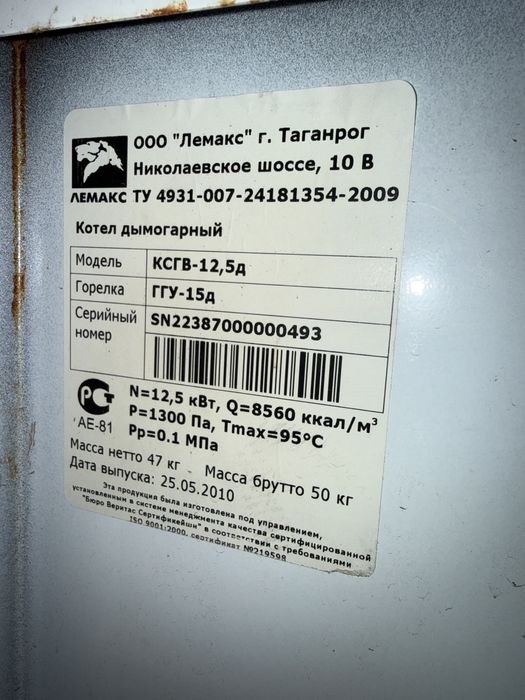 ООО "Лемакс" г. Таганрог
Николаевское шоссе, 10 В
ЛЕМАКС ТУ 4931-007-24181354-2009
Котел дымогарный
Модель КСГВ-12,5д
Горелка ГГУ-15д
Серийный номер SN22387000000493
РСТ
АЕ-81
N=12,5 кВт, Q=8560 ккал/м³
P=1300 Па, Tmax=95°C
Pp=0.1 МПа
Масса нетто 47 кг - Масса брутто 50 кг
Дата выпуска: 25.05.2010
Эта продукция была изготовлена под управлением,
установленным в системе менеджмента качества сертифицированной
"Бюро Веритас Сертификейшн" в соответствии с требованиями
ISO 9001:2000, сертификат №219598